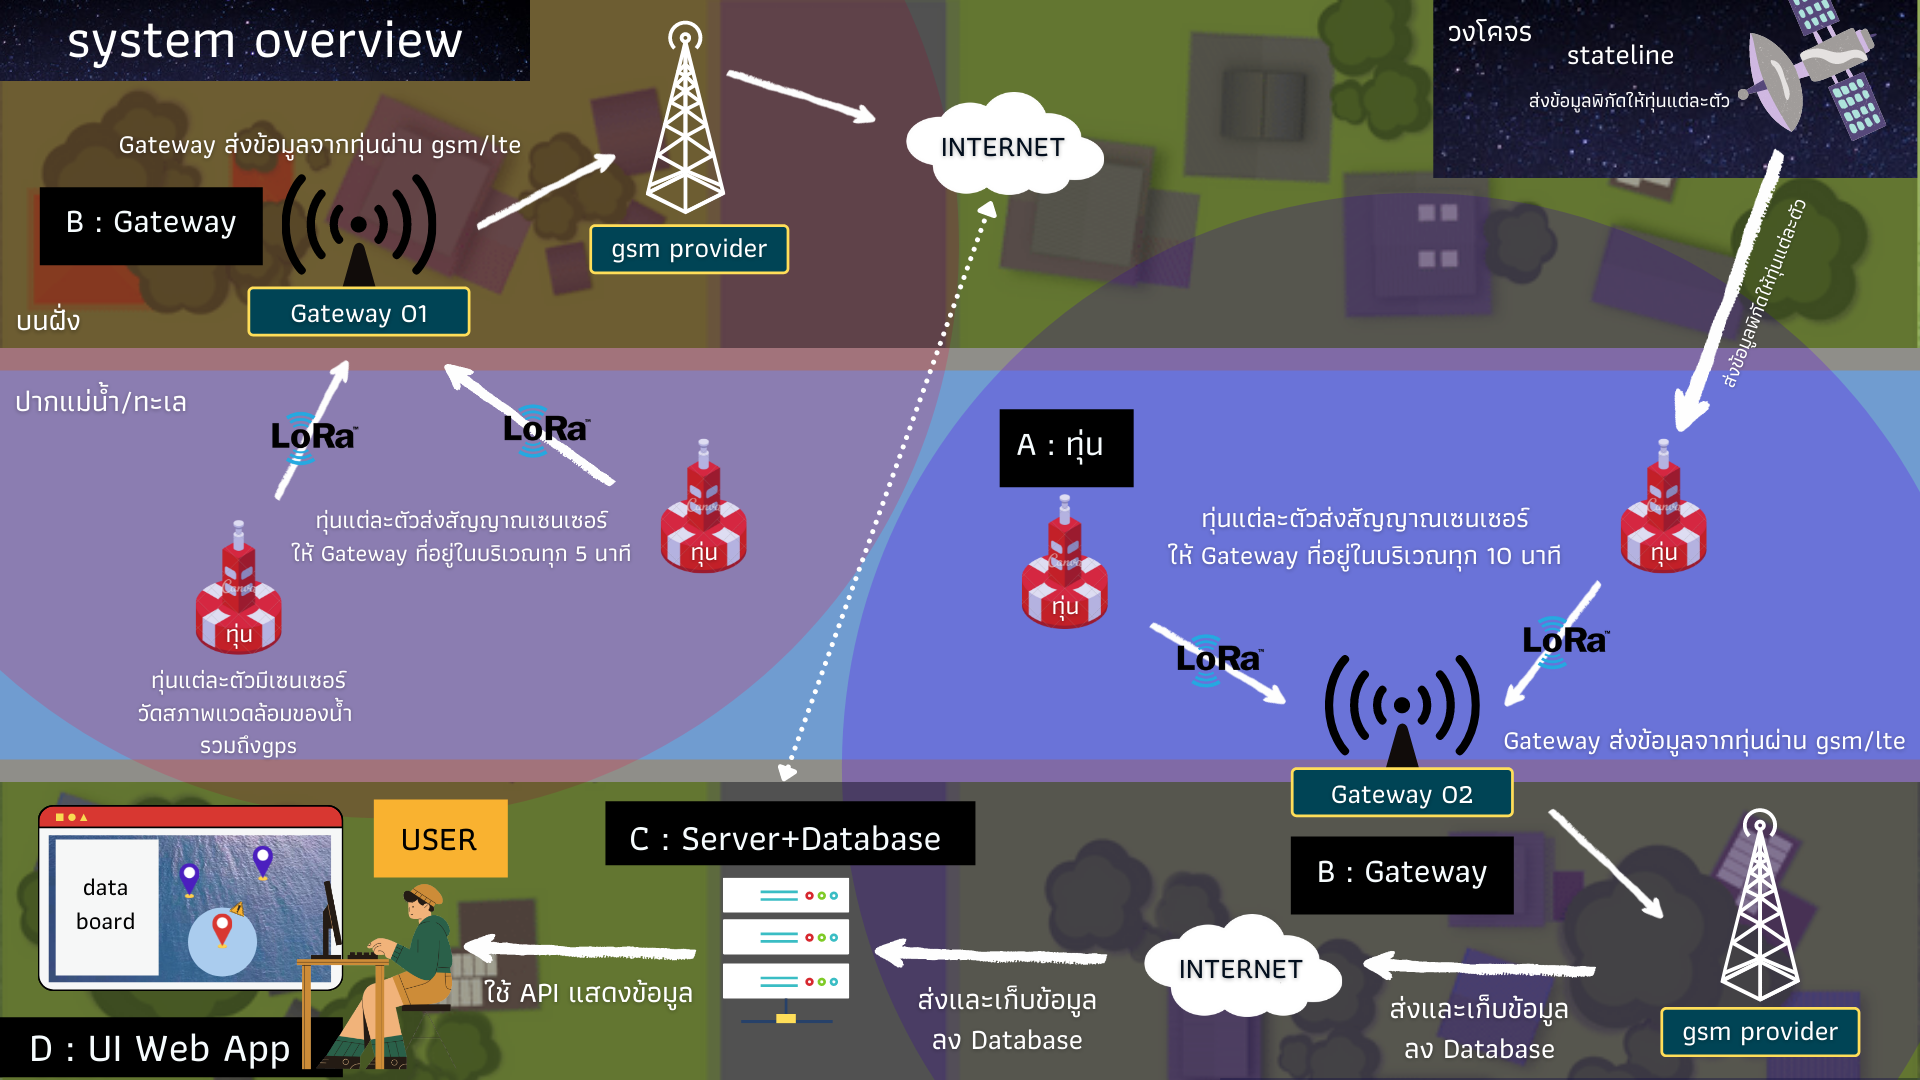 system overview
วงโคจร
stateline
ส่งข้อมูลพิกัดให้ทุ่นแต่ละตัว
ส่งข้อมูลพิกัดให้ทุ่นแต่ละตัว
Gateway ส่งข้อมูลจากทุ่นผ่าน gsm/lte
B : Gateway
Gateway 01
gsm provider
INTERNET
บนฝั่ง
ปากแม่น้ำ/ทะเล
LoRa™
LoRa™
ทุ่นแต่ละตัวส่งสัญญาณเซนเซอร์
ให้ Gateway ที่อยู่ในบริเวณทุก 5 นาที
ทุ่น
ทุ่น
ทุ่นแต่ละตัวมีเซนเซอร์
วัดสภาพแวดล้อมของน้ำ
รวมถึงgps
A : ทุ่น
ทุ่นแต่ละตัวส่งสัญญาณเซนเซอร์
ให้ Gateway ที่อยู่ในบริเวณทุก 10 นาที
ทุ่น
ทุ่น
LoRa™
LoRa™
Gateway ส่งข้อมูลจากทุ่นผ่าน gsm/lte
Gateway 02
B : Gateway
gsm provider
ส่งและเก็บข้อมูล
ลง Database
INTERNET
ส่งและเก็บข้อมูล
ลง Database
C : Server+Database
ใช้ API แสดงข้อมูล
USER
data
board
D : UI Web App